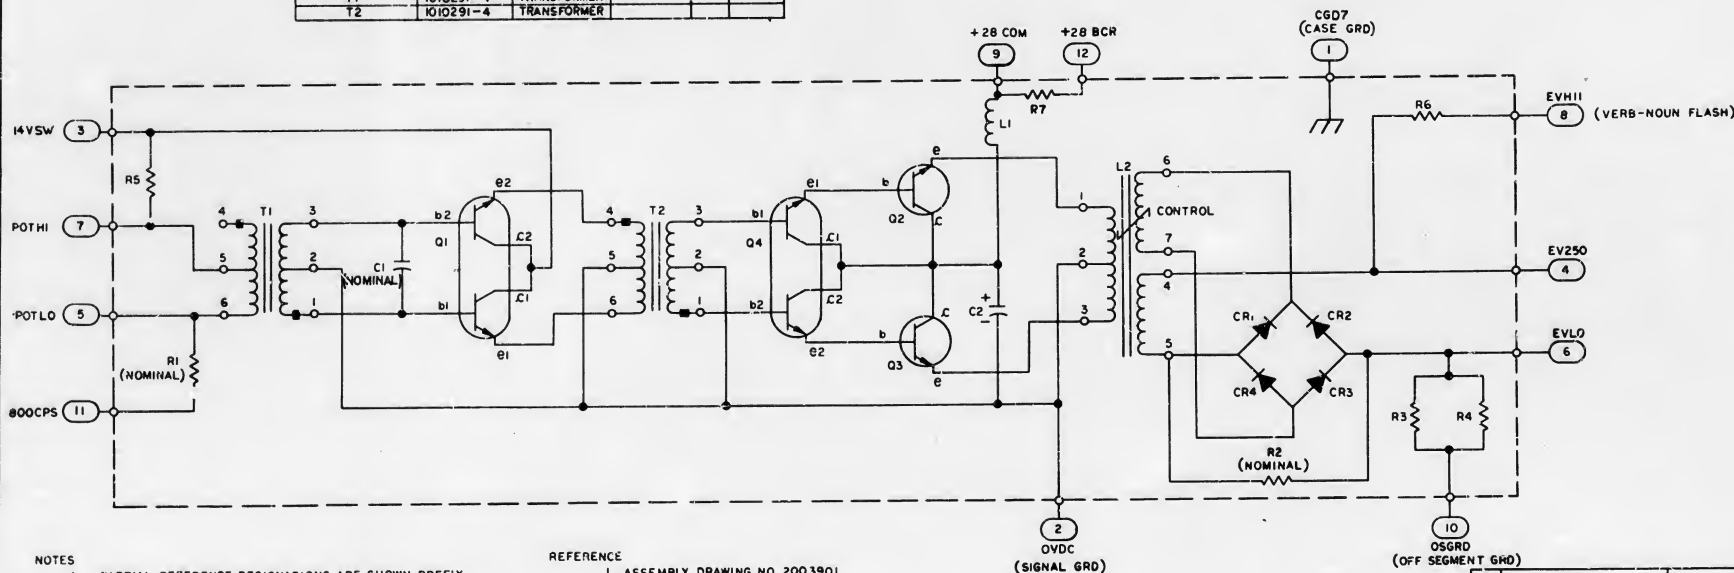 T2 1010291-4 TRANSFORMER
CGD7
(CASE GRD)
1
+28 COM
9
+28 BCR
12
R7
L1
14VSW 3
R5
POTHI 7
POTLO 5
R1
(NOMINAL)
800CPS 11
4 T1 3
5 2
6 1
C1
(NOMINAL)
b2 Q1 e2
C2
C1
b1 e1
4 T2 3
5 2
6 1
b1 Q4 e1
C1
C2
b2 e2
b Q2 e
C
C
b Q3 e
+
C2
-
1
2
3
L2
CONTROL
6
7
4
5
CR1 CR2
CR4 CR3
R2
(NOMINAL)
R6
EVH11
8 (VERB-NOUN FLASH)
EV250
4
EVLO
6
R3 R4
2
OVDC
(SIGNAL GRD)
10
OSGRD
(OFF SEGMENT GRD)
NOTES
REFERENCE
1. ASSEMBLY DRAWING NO. 2003901